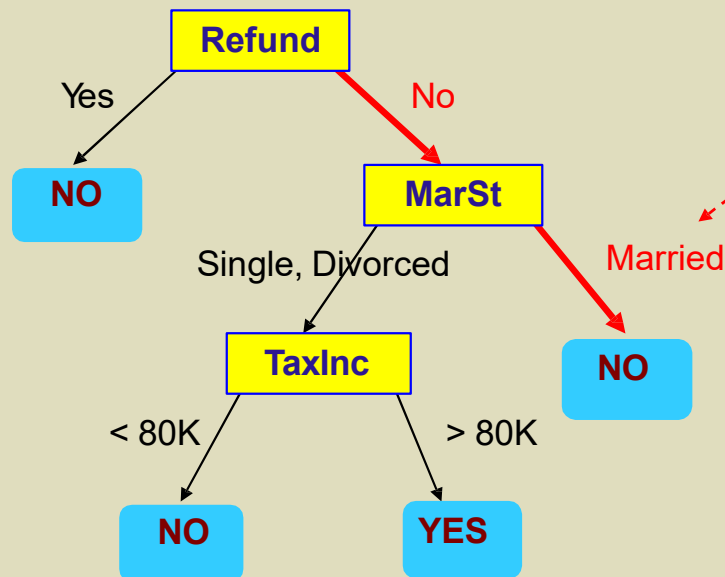 Refund
Yes
No
NO
MarSt
Single, Divorced
Married
TaxInc
NO
< 80K
> 80K
NO
YES